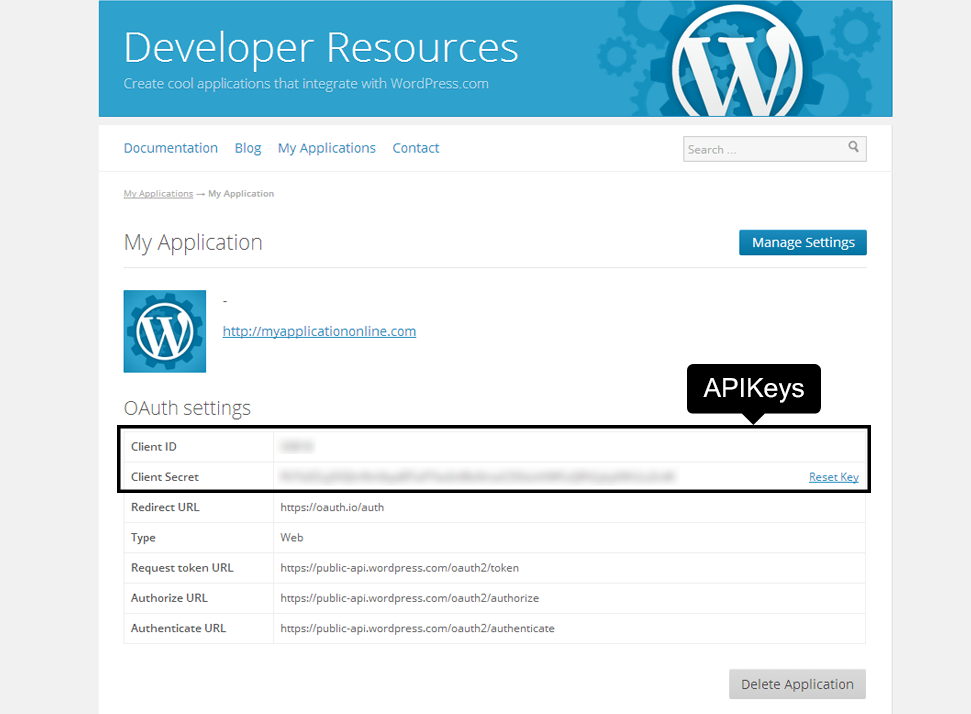 Developer Resources
Create cool applications that integrate with WordPress.com
Documentation Blog My Applications Contact
Search ...
My Applications → My Application
My Application
Manage Settings
-
http://myapplicationonline.com
APIKeys
OAuth settings
Client ID
Client Secret Reset Key
Redirect URL https://oauth.io/auth
Type Web
Request token URL https://public-api.wordpress.com/oauth2/token
Authorize URL https://public-api.wordpress.com/oauth2/authorize
Authenticate URL https://public-api.wordpress.com/oauth2/authenticate
Delete Application